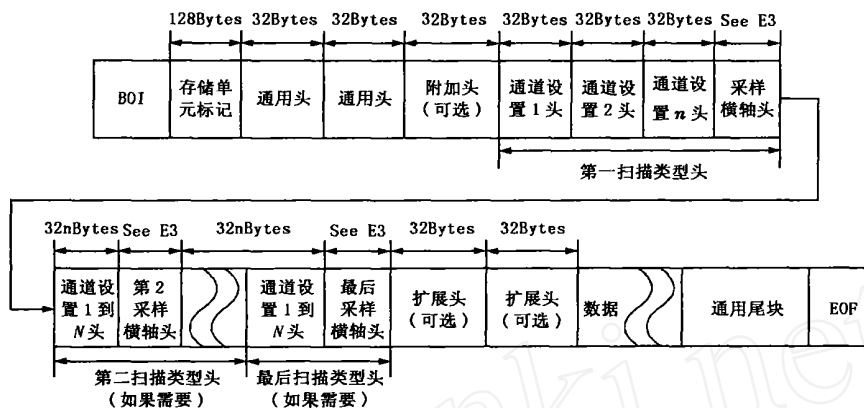 128Bytes 32Bytes 32Bytes 32Bytes 32Bytes 32Bytes 32Bytes See E3
BOI
存储单
元标记
通用头
通用头
附加头
(可选)
通道设
置1头
通道设
置2头
通道设
置n头
采样
横轴头
第一扫描类型头
32nBytes See E3 32nBytes See E3 32Bytes 32Bytes
通道设
置1到
N头
第2
采样
横轴头
通道设
置1到
N头
最后
采样
横轴头
扩展头
(可选)
扩展头
(可选)
数据
通用尾块
EOF
第二扫描类型头
(如果需要)
最后扫描类型头
(如果需要)